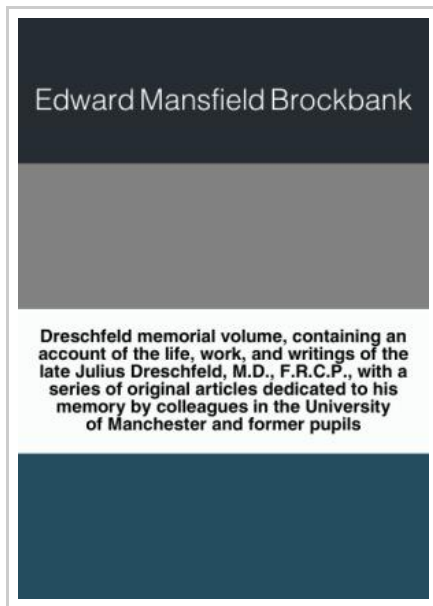 Edward Mansfield Brockbank
Dreschfeld memorial volume, containing an
account of the life, work, and writings of the
late Julius Dreschfeld, M.D., F.R.C.P., with a
series of original articles dedicated to his
memory by colleagues in the University
of Manchester and former pupils